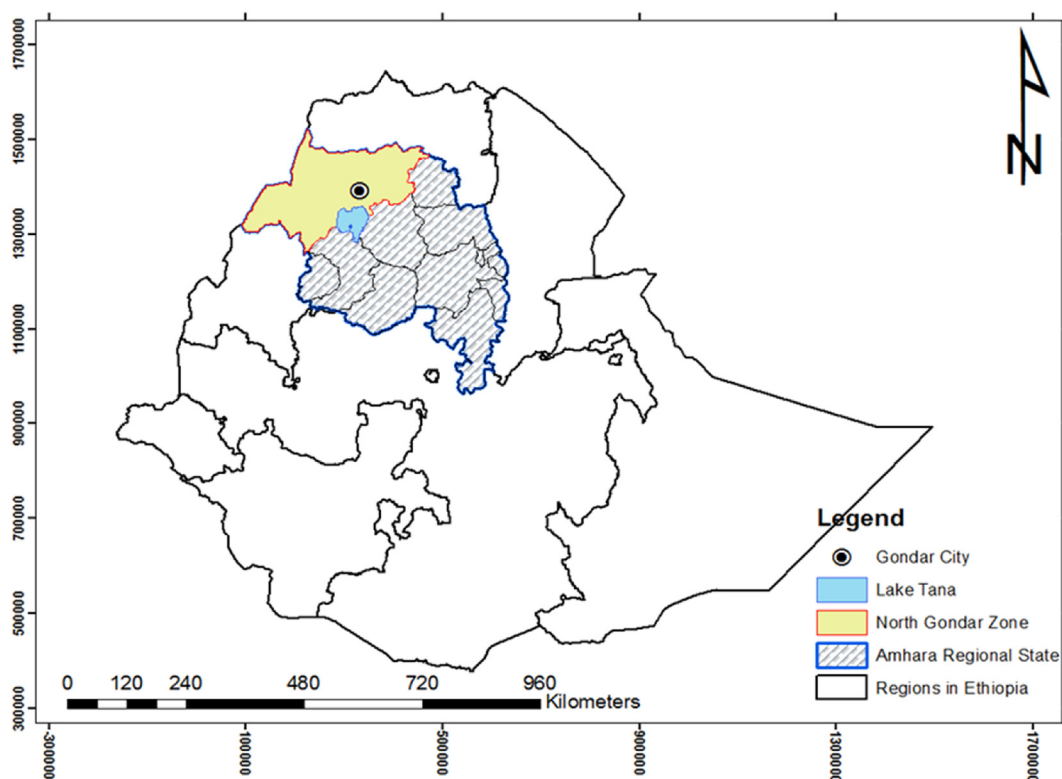 1700000
1500000
1300000
1100000
900000
700000
500000
300000
N
Legend
Gondar City
Lake Tana
North Gondar Zone
Amhara Regional State
Regions in Ethiopia
0 120 240 480 720 960
Kilometers
-300000 100000 500000 900000 1300000 1700000